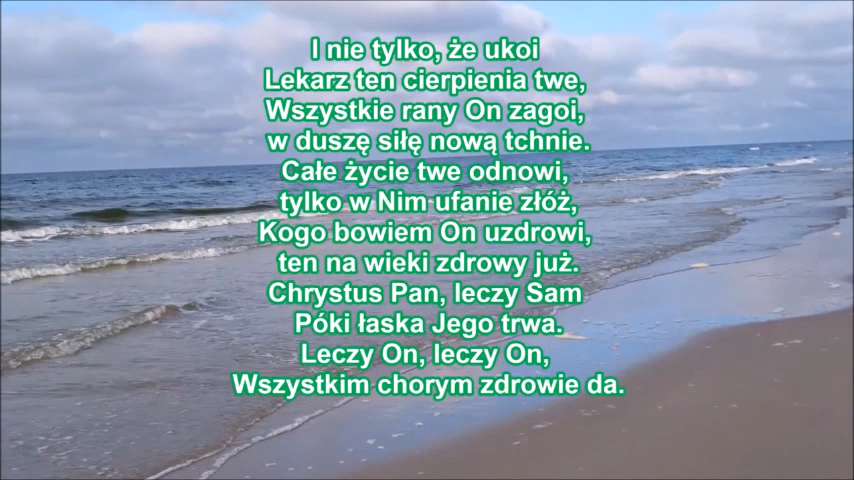 I nie tylko, że ukoi
Lekarz ten cierpienia twe,
Wszystkie rany On zagoi,
w duszę siłę nową tchnie.
Całe życie twe odnowi,
tylko w Nim ufanie złóż,
Kogo bowiem On uzdrowi,
ten na wieki zdrowy już.
Chrystus Pan, leczy Sam
Póki łaska Jego trwa.
Leczy On, leczy On,
Wszystkim chorym zdrowie da.